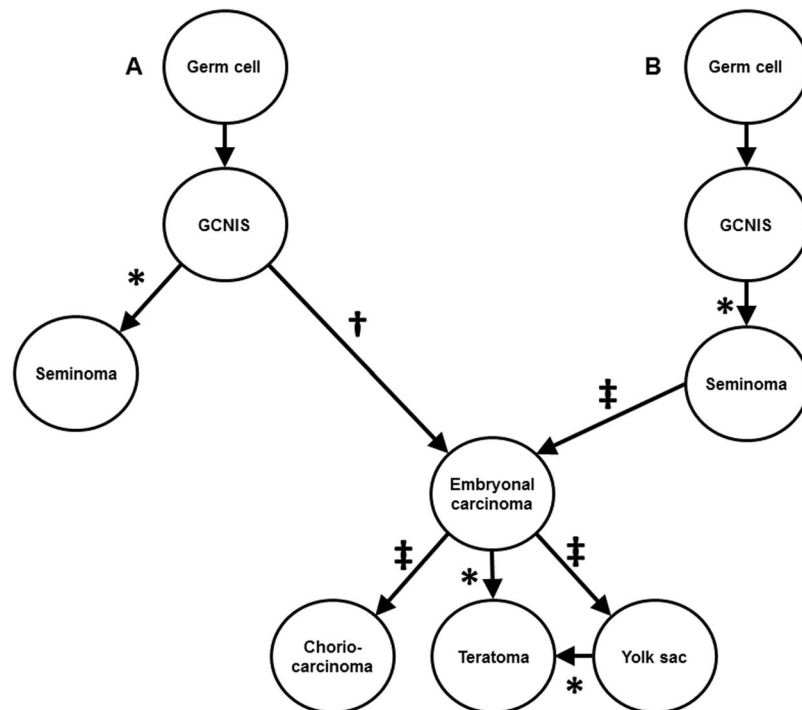 A
Germ cell
B
Germ cell
GCNIS
GCNIS
*
*
†
Seminoma
Seminoma
‡
Embryonal
carcinoma
‡
*
‡
Chorio-
carcinoma
Teratoma
Yolk sac
*